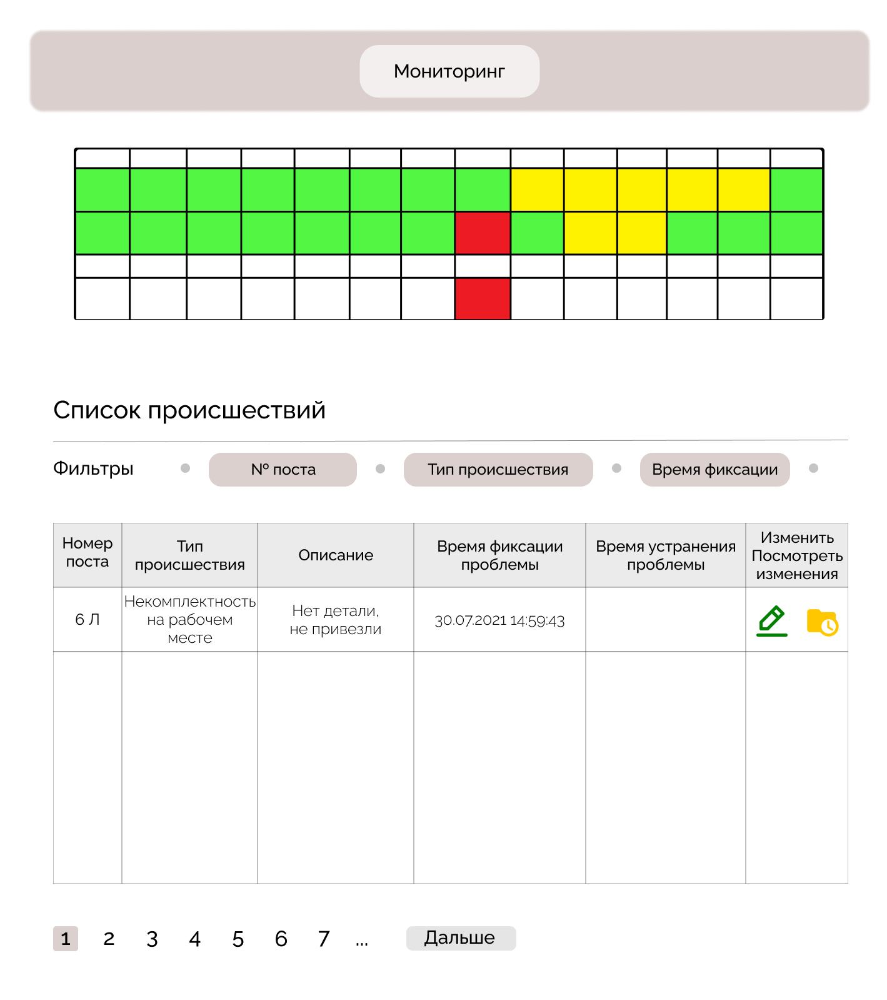 Мониторинг
Список происшествий
Фильтры
№ поста
Тип происшествия
Время фиксации
Номер
поста
Тип
происшествия
Описание
Время фиксации
проблемы
Время устранения
проблемы
Изменить
Посмотреть
изменения
6 Л
Некомплектность
на рабочем
месте
Нет детали,
не привезли
30.07.2021 14:59:43
1 2 3 4 5 6 7 ... Дальше